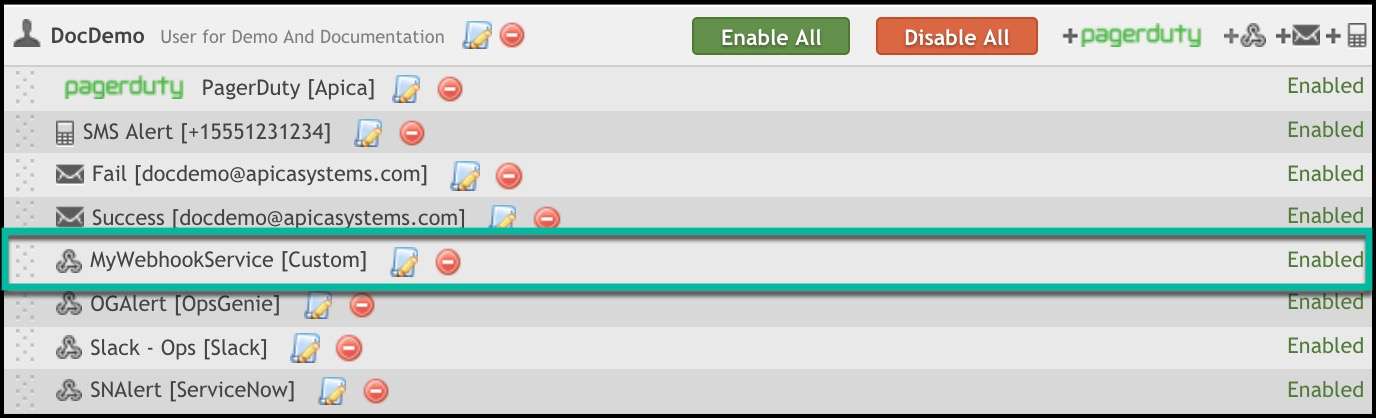 DocDemo User for Demo And Documentation Enable All Disable All +pagerduty + + +
pagerduty PagerDuty [Apica] Enabled
SMS Alert [+15551231234] Enabled
Fail [docdemo@apicasystems.com] Enabled
Success [docdemo@apicasystems.com] Enabled
MyWebhookService [Custom] Enabled
OGAlert [OpsGenie] Enabled
Slack - Ops [Slack] Enabled
SNAlert [ServiceNow] Enabled